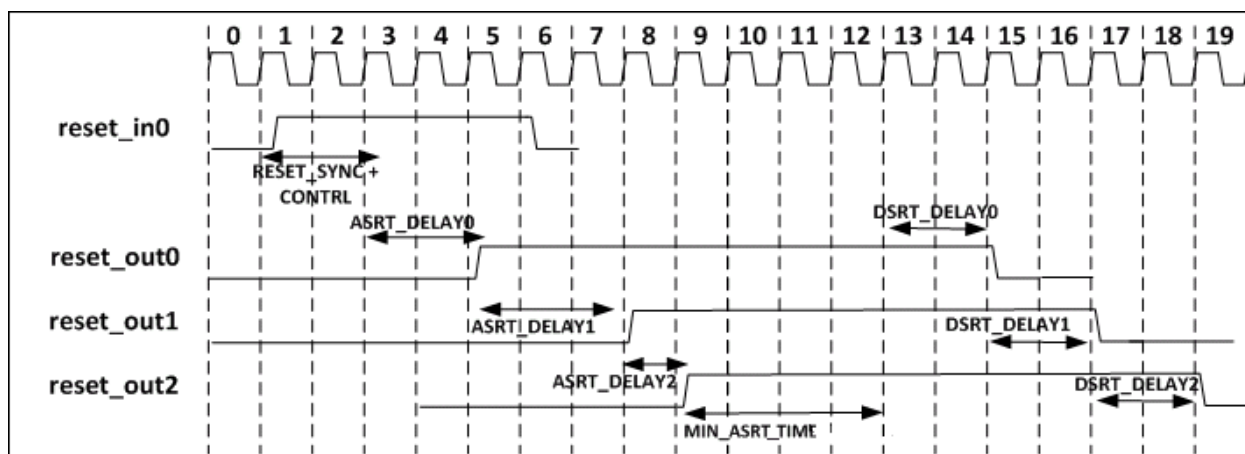 0 1 2 3 4 5 6 7 8 9 10 11 12 13 14 15 16 17 18 19
reset_in0
RESET_SYNC +
CONTRL
ASRT_DELAY0
DSRT_DELAY0
reset_out0
ASRT_DELAY1
reset_out1
DSRT_DELAY1
ASRT_DELAY2
reset_out2
DSRT_DELAY2
MIN_ASRT_TIME